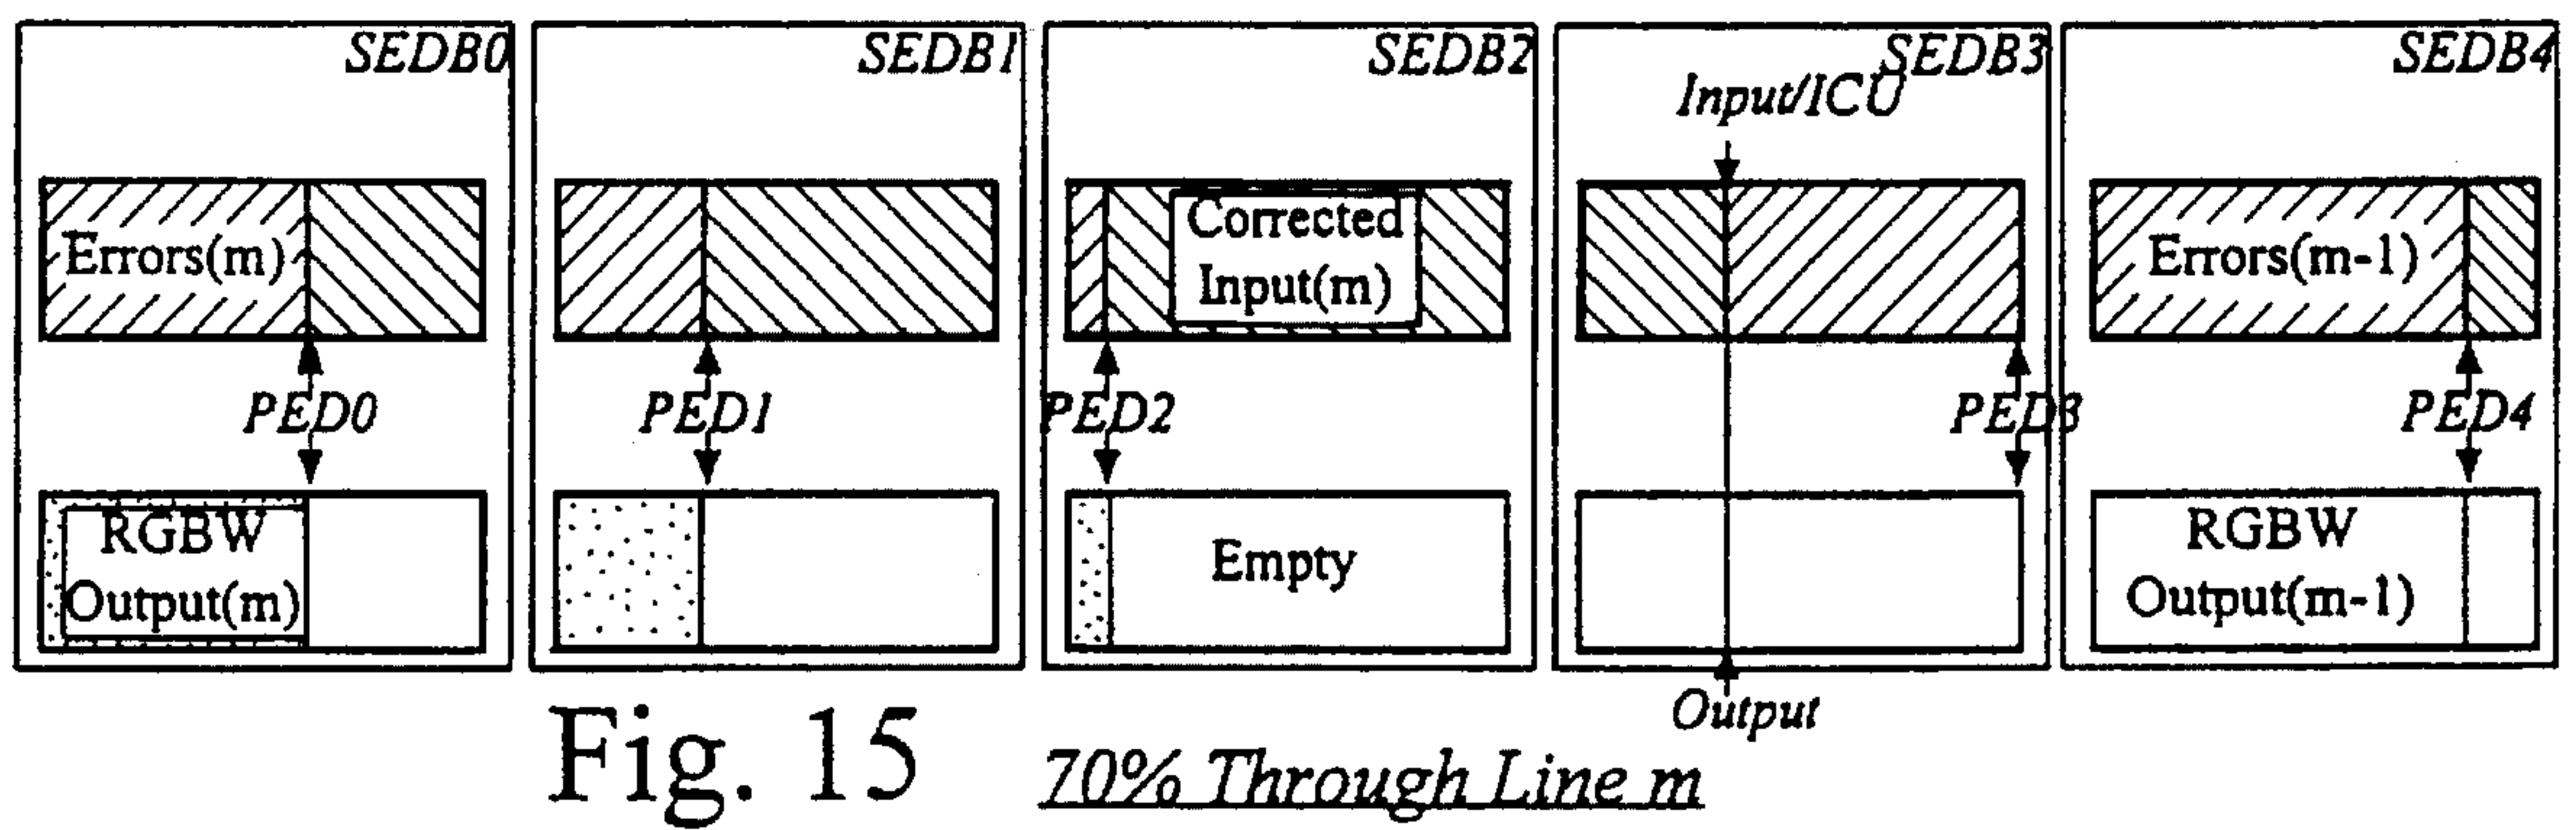 SEDB0
SEDB1
SEDB2
SEDB3
SEDB4
Input/ICU
Errors(m)
Corrected
Input(m)
Errors(m-1)
PED0
PED1
PED2
PED3
PED4
RGBW
Output(m)
Empty
RGBW
Output(m-1)
Output
Fig. 15
70% Through Line m